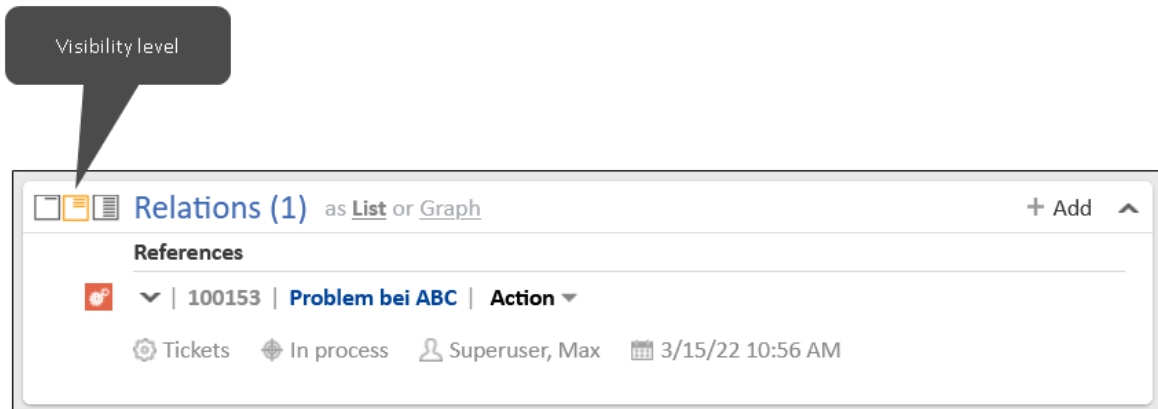 Visibility level
Relations (1) as List or Graph + Add
References
| 100153 | Problem bei ABC | Action
Tickets In process Superuser, Max 3/15/22 10:56 AM